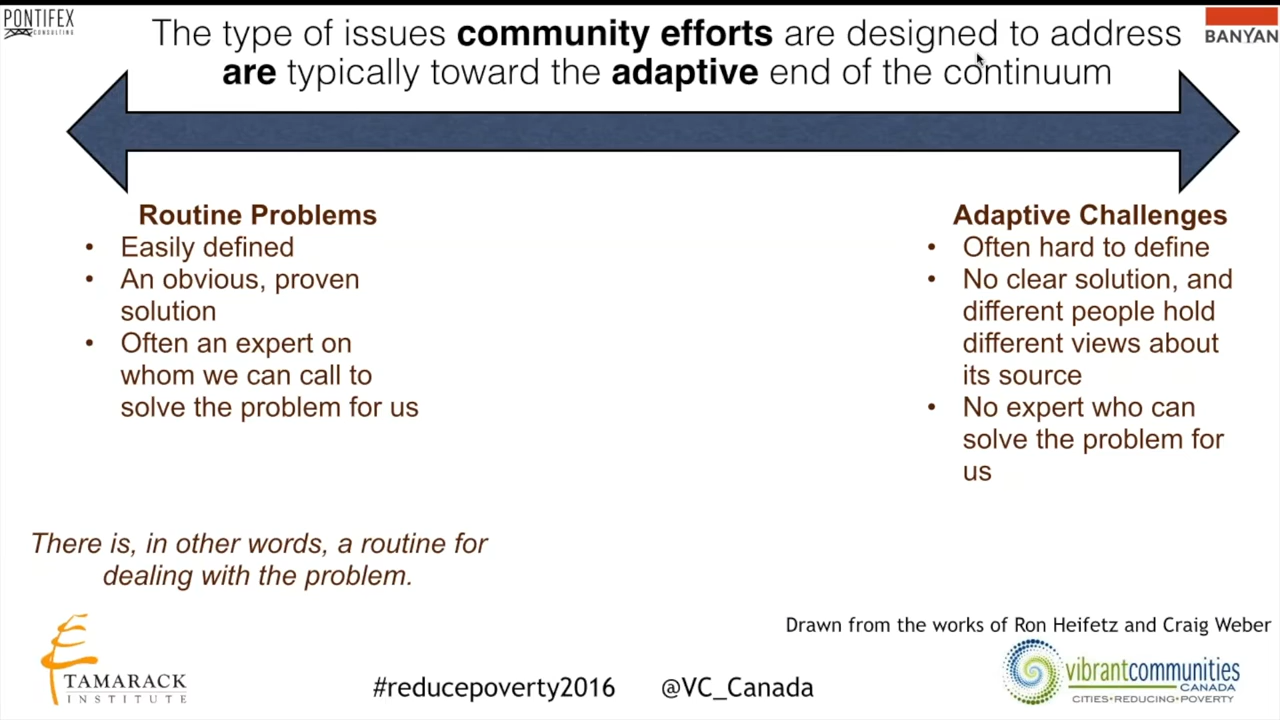 PONTIFEX
CONSULTING
The type of issues community efforts are designed to address
are typically toward the adaptive end of the continuum
BANYAN
Routine Problems
• Easily defined
• An obvious, proven
solution
• Often an expert on
whom we can call to
solve the problem for us
Adaptive Challenges
• Often hard to define
• No clear solution, and
different people hold
different views about
its source
• No expert who can
solve the problem for
us
There is, in other words, a routine for
dealing with the problem.
Drawn from the works of Ron Heifetz and Craig Weber
TAMARACK
INSTITUTE
#reducepoverty2016 @VC_Canada
vibrantcommunities
CANADA
CITIES•REDUCING•POVERTY